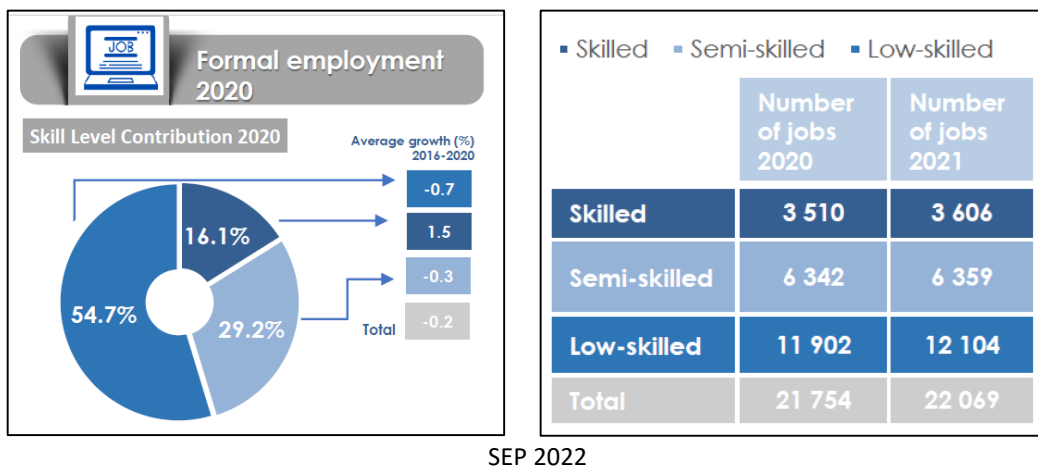 JOB
Formal employment
2020
Skill Level Contribution 2020
Average growth (%)
2016-2020
-0.7
16.1%
1.5
-0.3
54.7%
29.2%
Total
-0.2
Skilled Semi-skilled Low-skilled
Number of jobs 2020
Number of jobs 2021
Skilled 3 510 3 606
Semi-skilled 6 342 6 359
Low-skilled 11 902 12 104
Total 21 754 22 069
SEP 2022